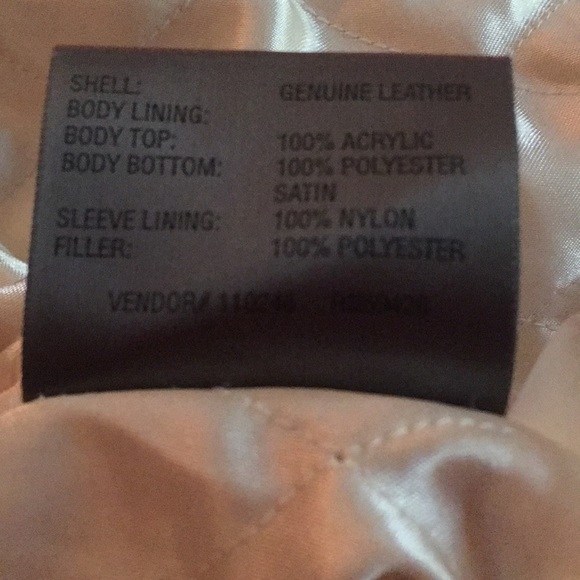 SHELL: GENUINE LEATHER
BODY LINING:
BODY TOP: 100% ACRYLIC
BODY BOTTOM: 100% POLYESTER
SATIN
SLEEVE LINING: 100% NYLON
FILLER: 100% POLYESTER
VENDOR#